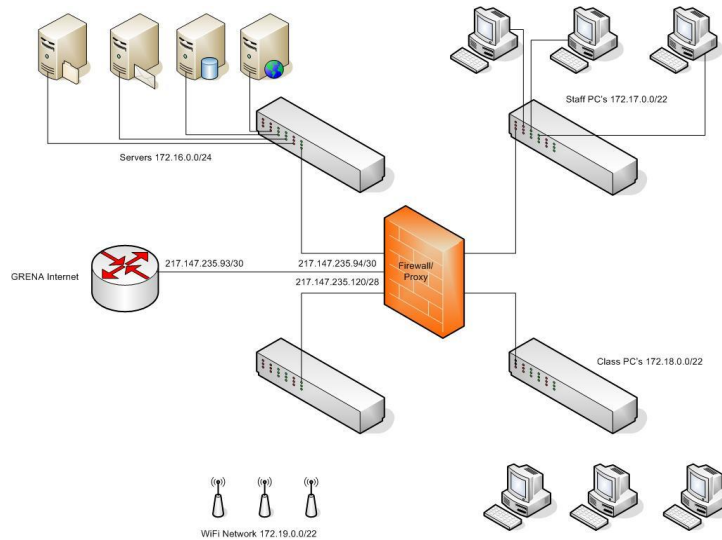 Staff PC's 172.17.0.0/22
Servers 172.16.0.0/24
GRENA Internet
217.147.235.93/30
217.147.235.94/30
217.147.235.120/28
Firewall/
Proxy
Class PC's 172.18.0.0/22
WiFi Network 172.19.0.0/22